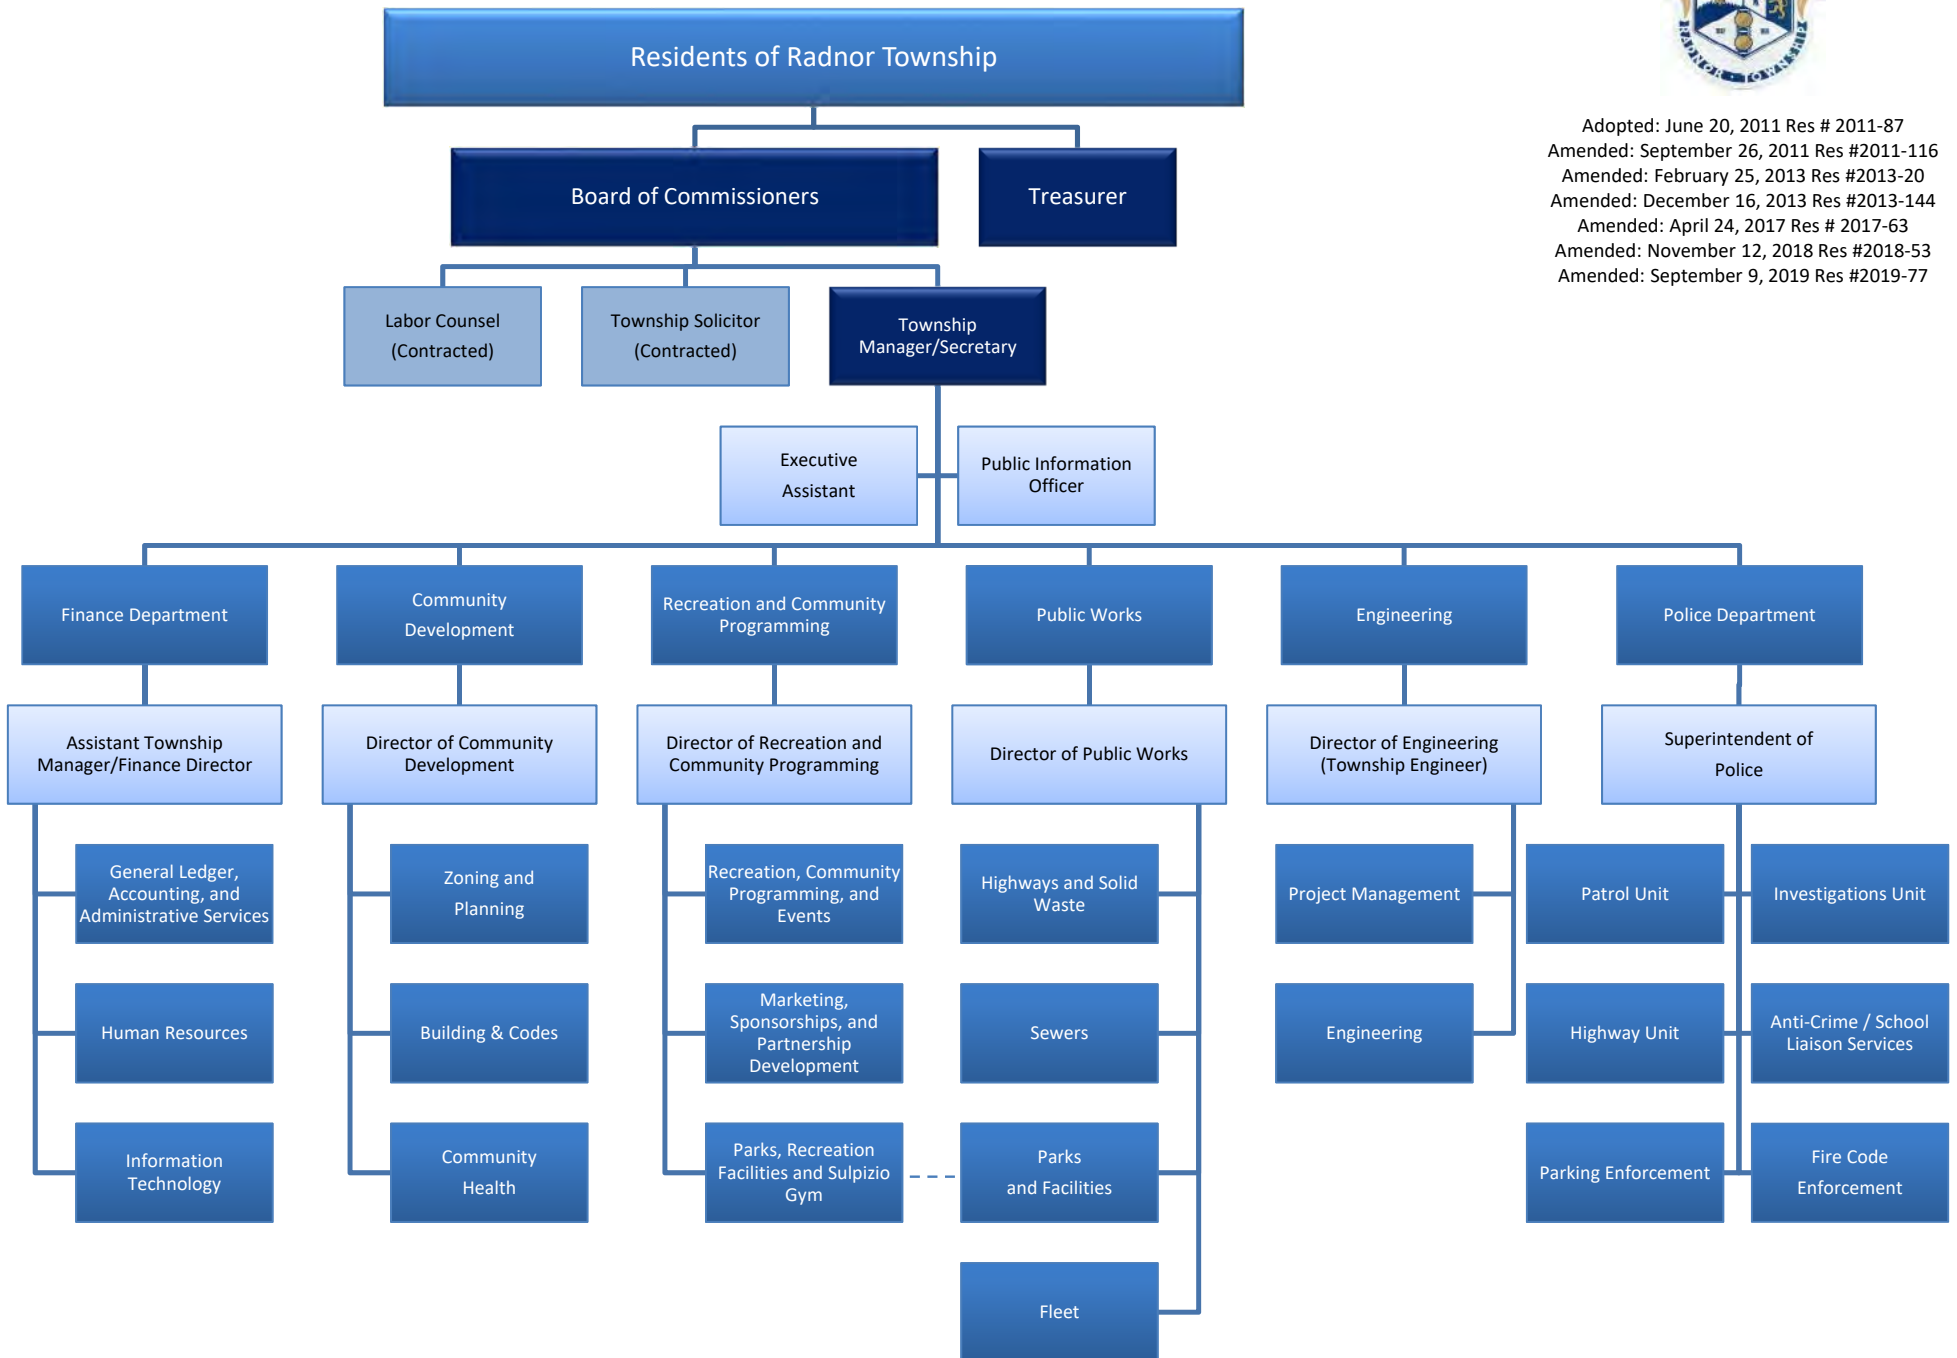 RADNOR · TOWNSHIP
Residents of Radnor Township
Adopted: June 20, 2011 Res # 2011-87
Amended: September 26, 2011 Res #2011-116
Amended: February 25, 2013 Res #2013-20
Amended: December 16, 2013 Res #2013-144
Amended: April 24, 2017 Res # 2017-63
Amended: November 12, 2018 Res #2018-53
Amended: September 9, 2019 Res #2019-77
Board of Commissioners
Treasurer
Labor Counsel
(Contracted)
Township Solicitor
(Contracted)
Township
Manager/Secretary
Executive
Assistant
Public Information
Officer
Finance Department
Community
Development
Recreation and Community
Programming
Public Works
Engineering
Police Department
Assistant Township
Manager/Finance Director
Director of Community
Development
Director of Recreation and
Community Programming
Director of Public Works
Director of Engineering
(Township Engineer)
Superintendent of
Police
General Ledger,
Accounting, and
Administrative Services
Zoning and
Planning
Recreation, Community
Programming, and
Events
Highways and Solid
Waste
Project Management
Patrol Unit
Investigations Unit
Human Resources
Building & Codes
Marketing,
Sponsorships, and
Partnership
Development
Sewers
Engineering
Highway Unit
Anti-Crime / School
Liaison Services
Information
Technology
Community
Health
Parks, Recreation
Facilities and Sulpizio
Gym
Parks
and Facilities
Parking Enforcement
Fire Code
Enforcement
Fleet